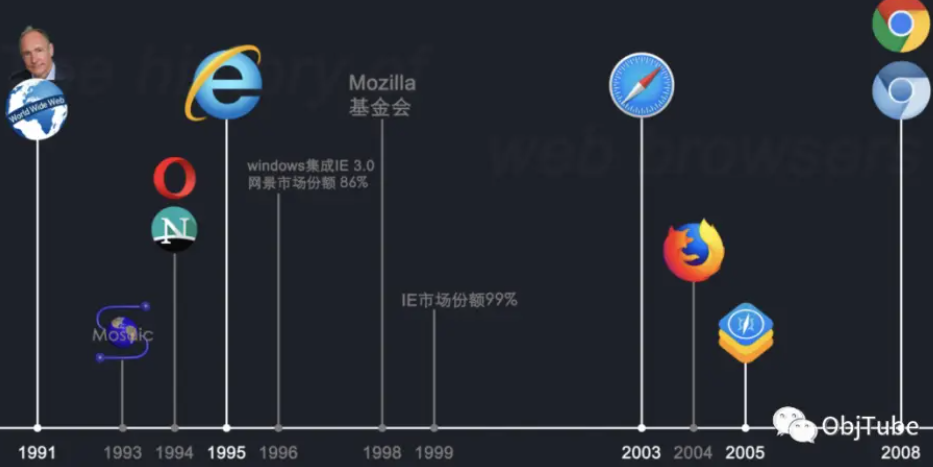 The history of
web browsers
World Wide Web
Mozilla
基金会
windows集成IE 3.0
网景市场份额 86%
N
IE市场份额99%
Mosaic
ObjTube
1991
1993
1994
1995
1996
1998
1999
2003
2004
2005
2008